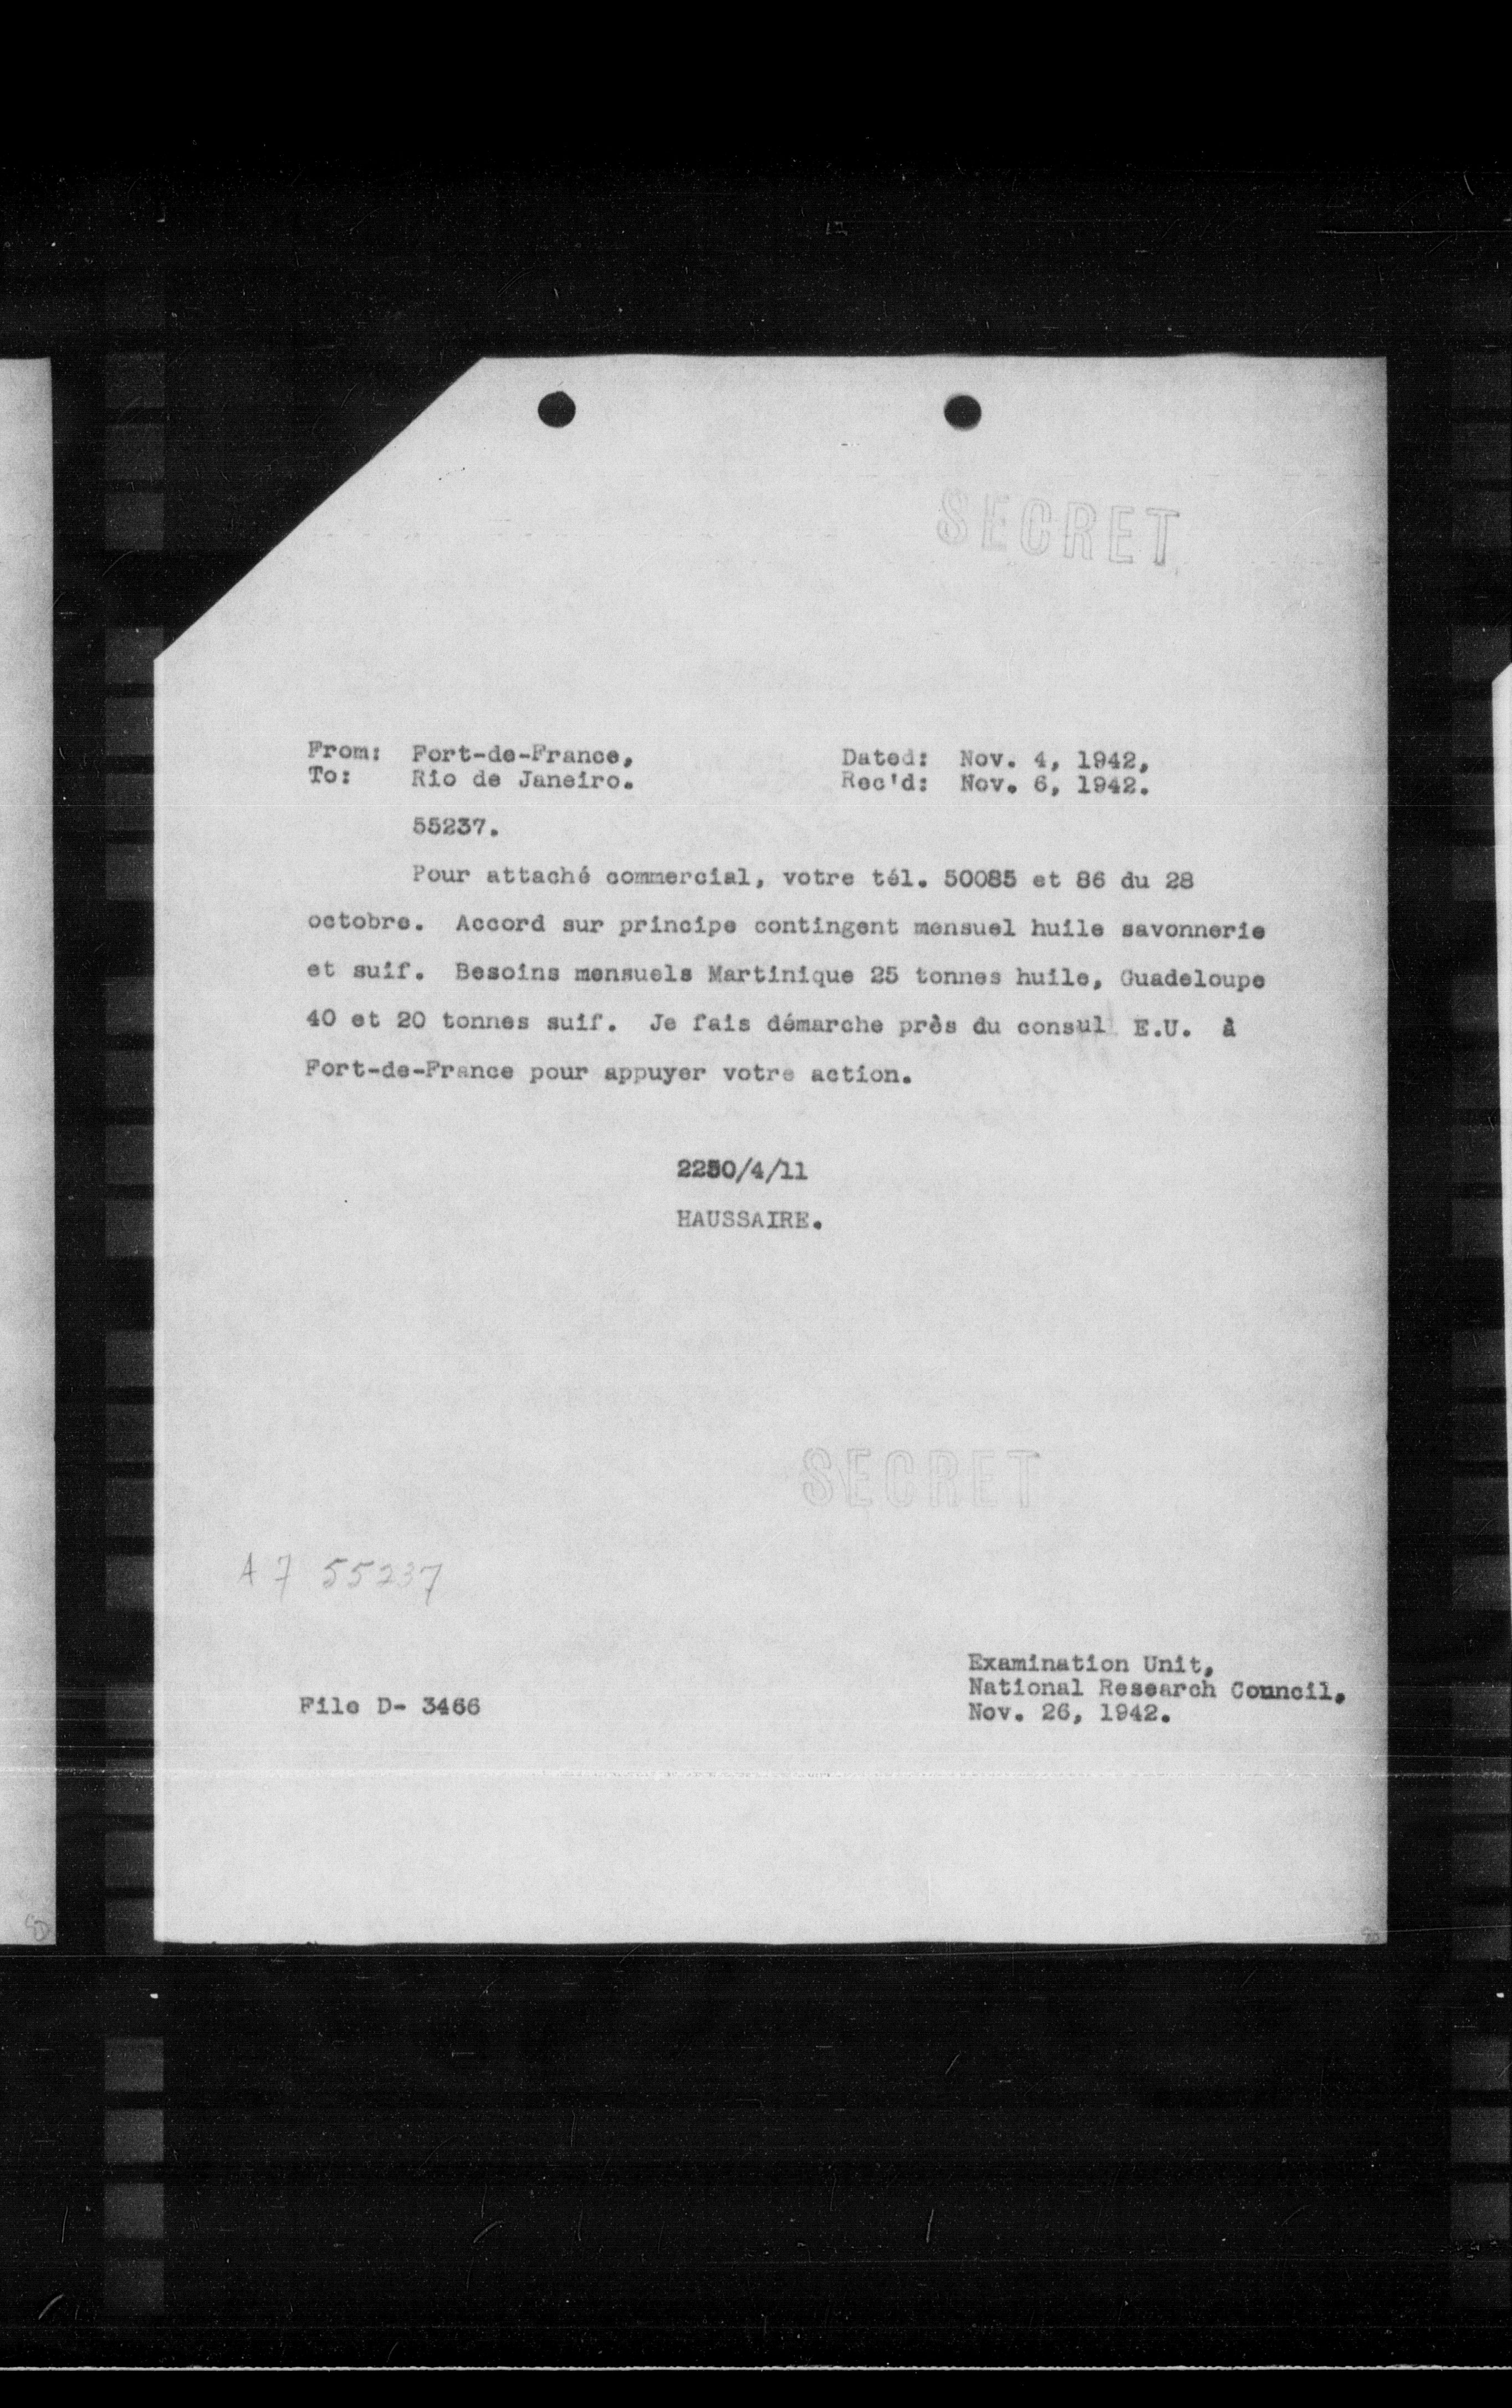 SECRET
From: Fort-de-France, Dated: Nov. 4, 1942,
To: Rio de Janeiro. Rec'd: Nov. 6, 1942.
55237.
Pour attaché commercial, votre tél. 50085 et 86 du 28
octobre. Accord sur principe contingent mensuel huile savonnerie
et suif. Besoins mensuels Martinique 25 tonnes huile, Guadeloupe
40 et 20 tonnes suif. Je fais démarche près du consul E.U. à
Fort-de-France pour appuyer votre action.
2250/4/11
HAUSSAIRE.
SECRET
A 7 55237
Examination Unit,
National Research Council,
File D- 3466 Nov. 26, 1942.